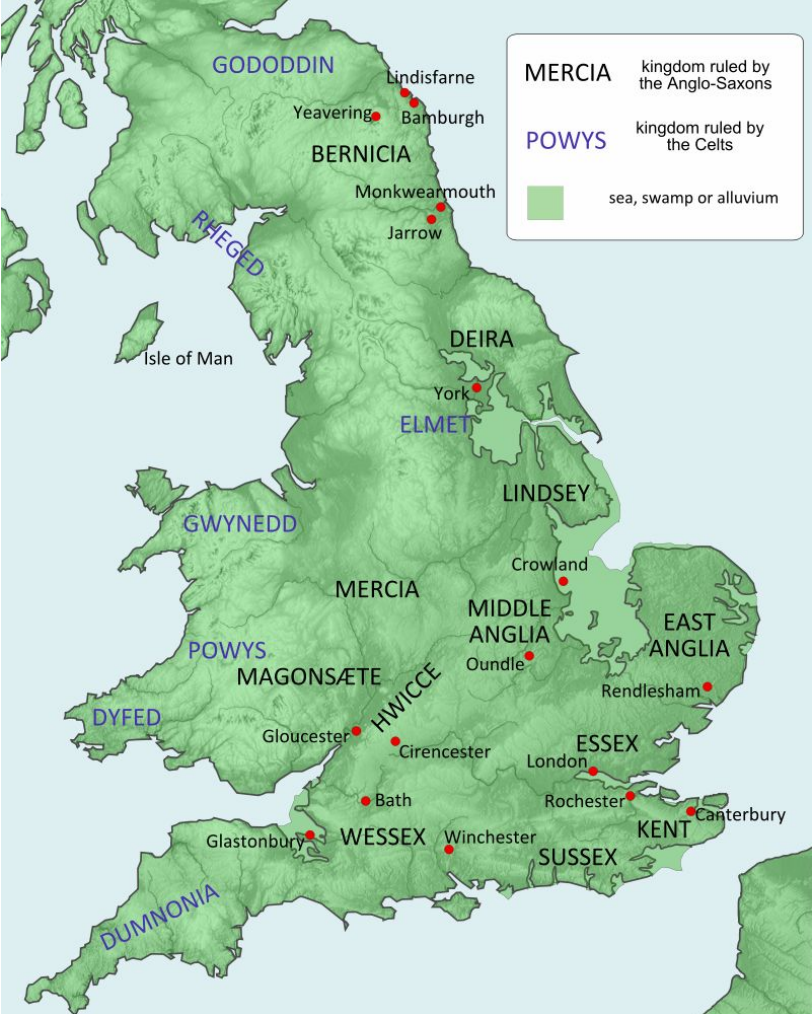 GODODDIN
Lindisfarne
Yeavering
Bamburgh
BERNICIA
Monkwearmouth
Jarrow
RHEGED
MERCIA
kingdom ruled by
the Anglo-Saxons
POWYS
kingdom ruled by
the Celts
sea, swamp or alluvium
DEIRA
Isle of Man
York
ELMET
LINDSEY
GWYNEDD
Crowland
MERCIA
MIDDLE
ANGLIA
EAST
ANGLIA
POWYS
Oundle
MAGONSÆTE
HWICCE
Rendlesham
DYFED
Gloucester
Cirencester
ESSEX
London
Bath
Rochester
Canterbury
Glastonbury
WESSEX
Winchester
KENT
SUSSEX
DUMNONIA